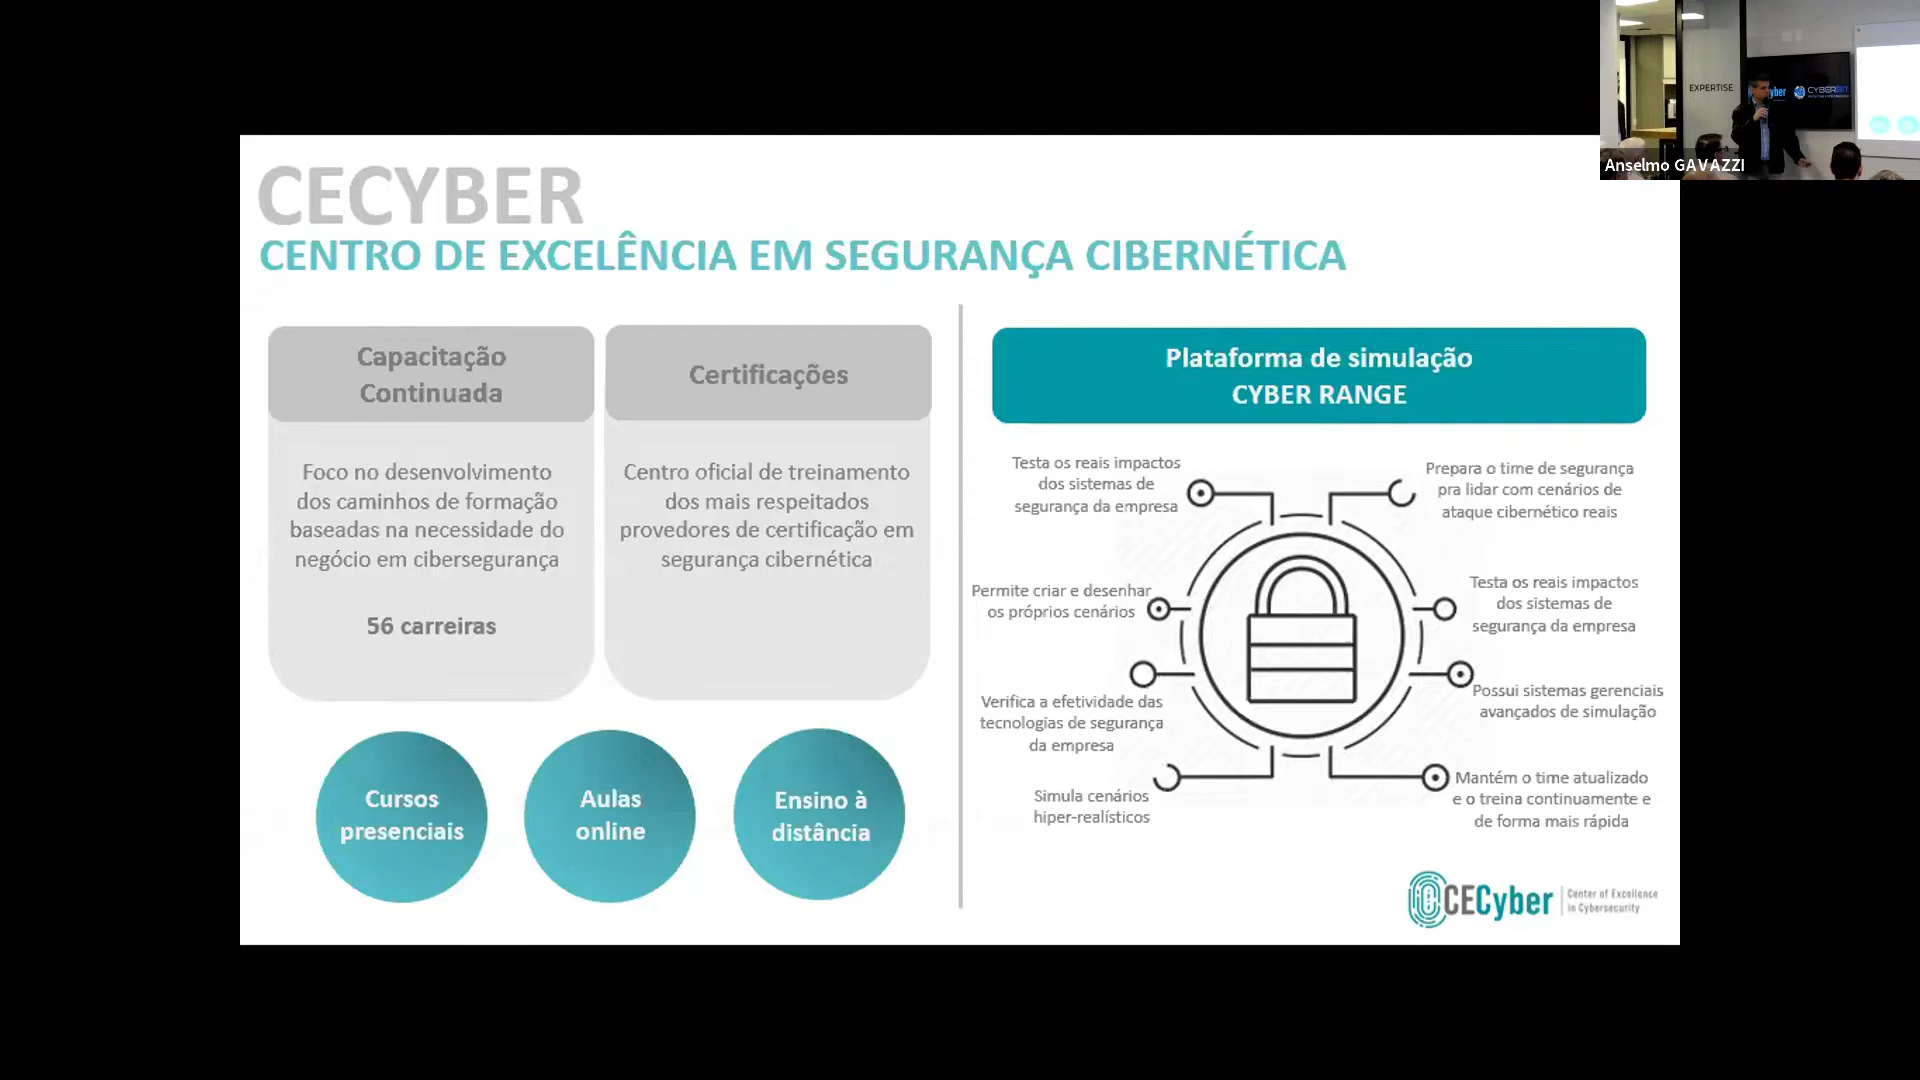 CECYBER
CENTRO DE EXCELÊNCIA EM SEGURANÇA CIBERNÉTICA
Capacitação
Continuada
Foco no desenvolvimento
dos caminhos de formação
baseadas na necessidade do
negócio em cibersegurança
56 carreiras
Certificações
Centro oficial de treinamento
dos mais respeitados
provedores de certificação em
segurança cibernética
Cursos
presenciais
Aulas
online
Ensino à
distância
Plataforma de simulação
CYBER RANGE
Testa os reais impactos
dos sistemas de
segurança da empresa
Permite criar e desenhar
os próprios cenários
Verifica a efetividade das
tecnologias de segurança
da empresa
Simula cenários
hiper-realísticos
Prepara o time de segurança
pra lidar com cenários de
ataque cibernético reais
Testa os reais impactos
dos sistemas de
segurança da empresa
Possui sistemas gerenciais
avançados de simulação
Mantém o time atualizado
e o treina continuamente e
de forma mais rápida
CECyber
Center of Excellence
in Cybersecurity
EXPERTISE
CYBERBIT
Anselmo GAVAZZI